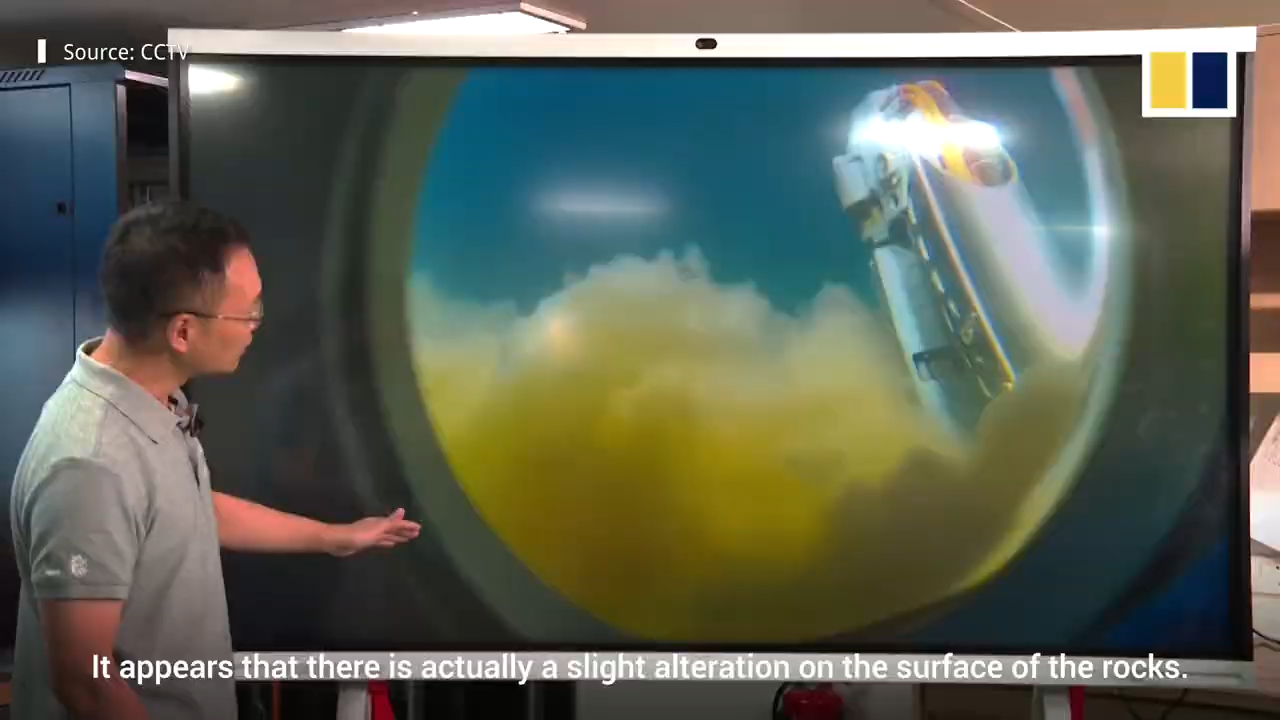 Source: CCTV
It appears that there is actually a slight alteration on the surface of the rocks.